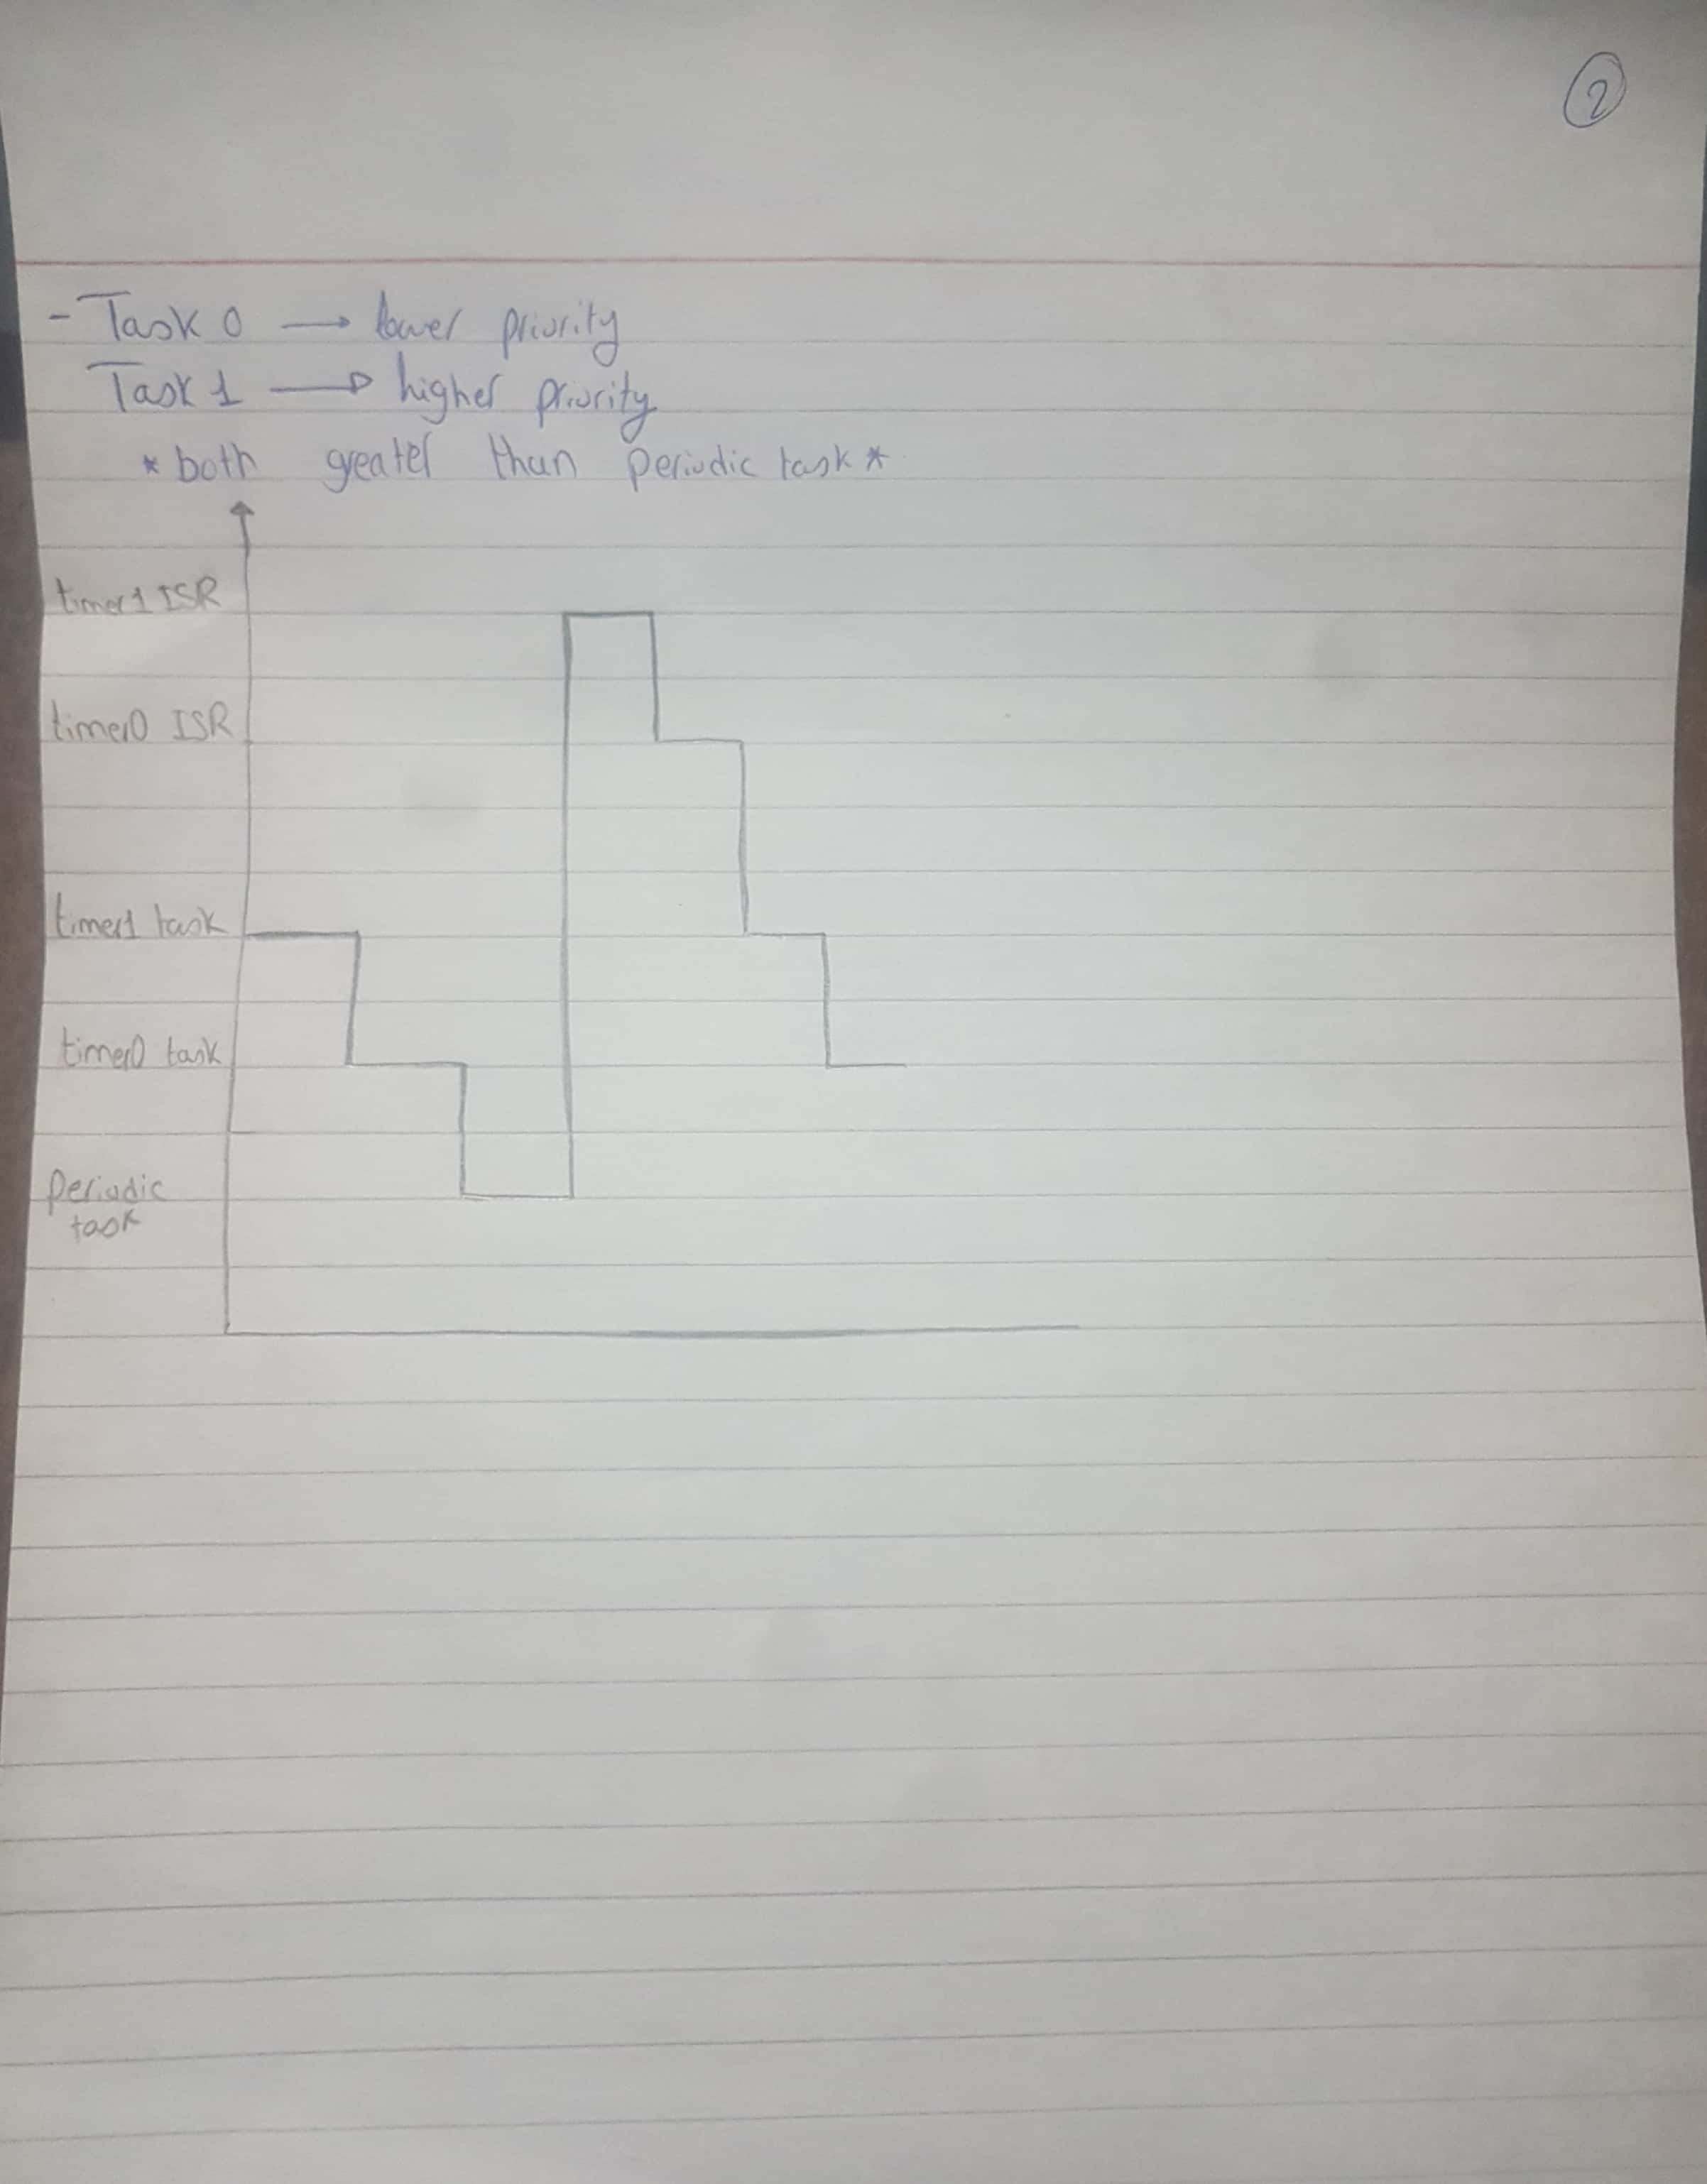 2
- Task 0 → lower priority
Task 1 → higher priority
* both greater than periodic task *
timer1 ISR
timer0 ISR
timer1 task
timer0 task
Periodic
task